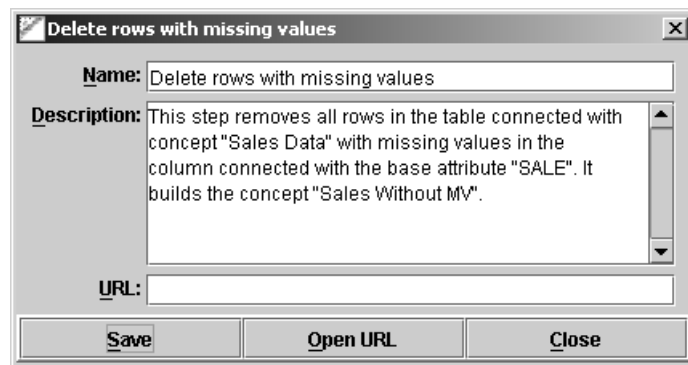 Delete rows with missing values
Name: Delete rows with missing values
Description: This step removes all rows in the table connected with
concept "Sales Data" with missing values in the
column connected with the base attribute "SALE". It
builds the concept "Sales Without MV".
URL:
Save Open URL Close